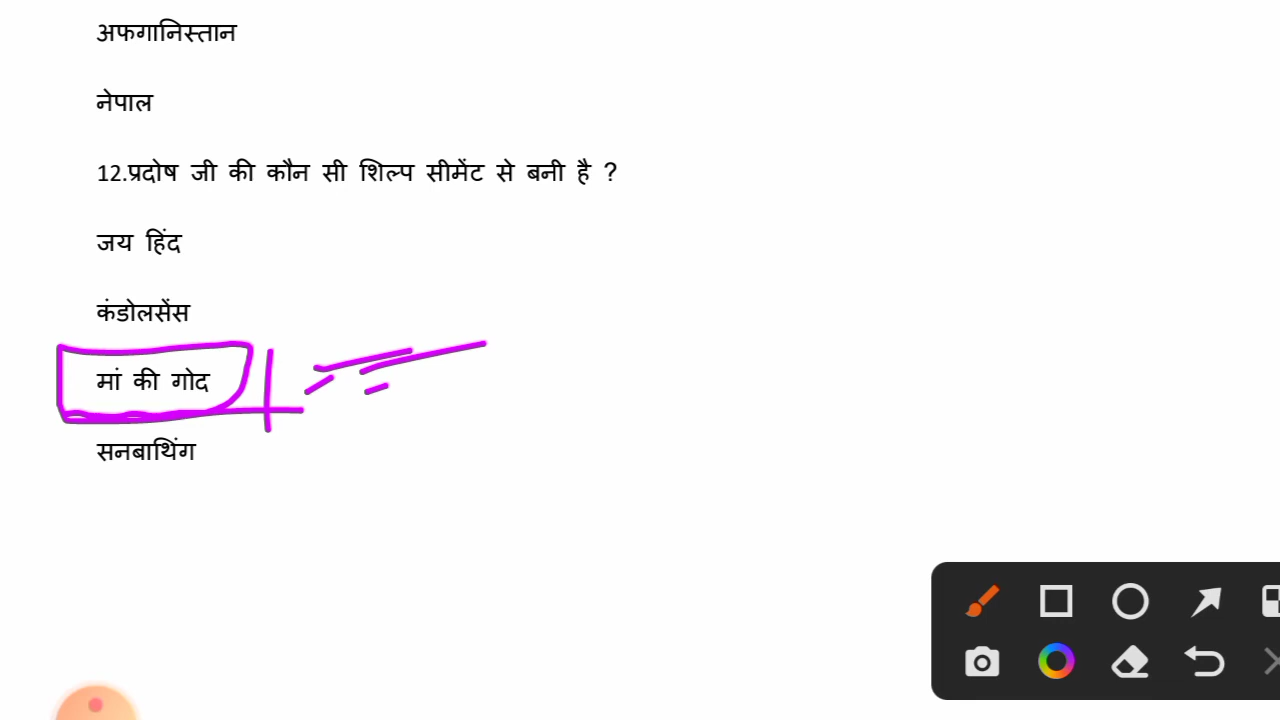 अफगानिस्तान
नेपाल
12.प्रदोष जी की कौन सी शिल्प सीमेंट से बनी है ?
जय हिंद
कंडोलसेंस
मां की गोद
सनबाथिंग